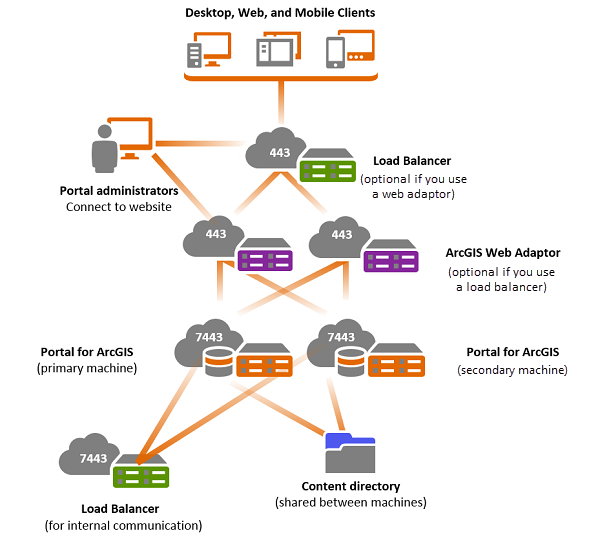 Desktop, Web, and Mobile Clients
443
Load Balancer
(optional if you use
a web adaptor)
Portal administrators
Connect to website
443
443
ArcGIS Web Adaptor
(optional if you use
a load balancer)
7443
7443
Portal for ArcGIS
(primary machine)
Portal for ArcGIS
(secondary machine)
7443
Load Balancer
(for internal communication)
Content directory
(shared between machines)